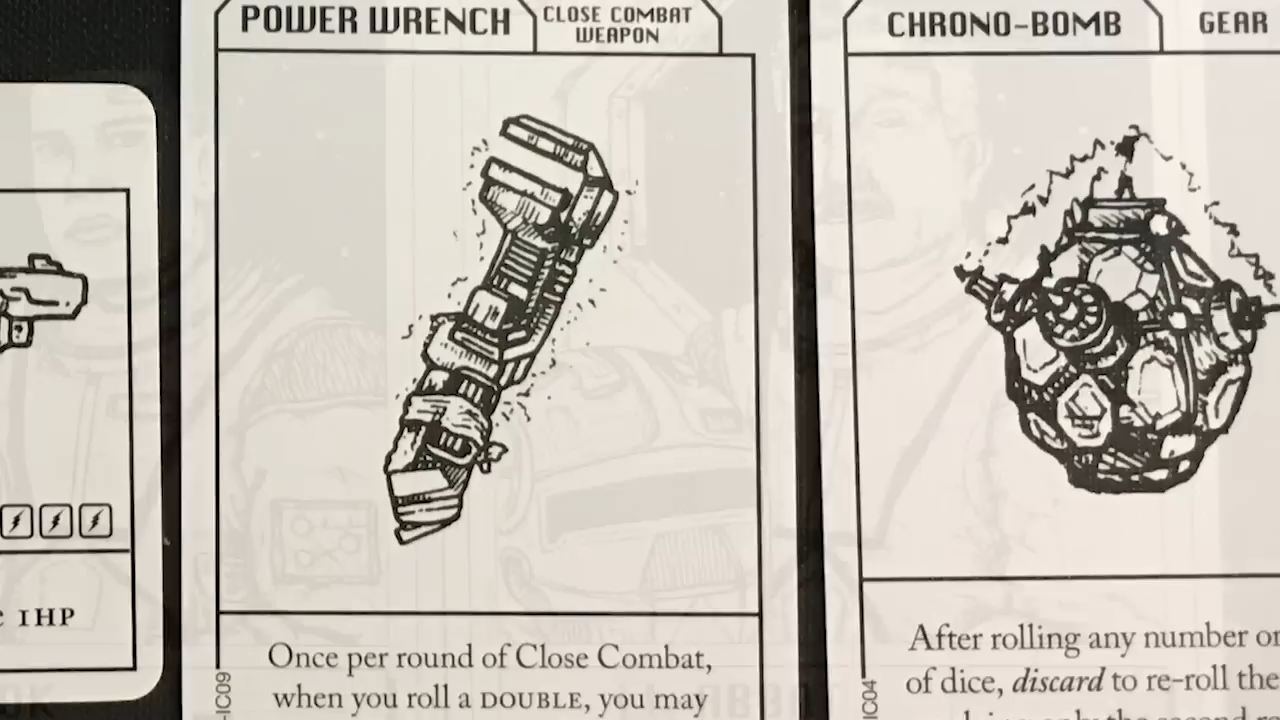 1HP
POWER WRENCH
CLOSE COMBAT
WEAPON
Once per round of Close Combat,
when you roll a DOUBLE, you may
-IC09
CHRONO-BOMB
GEAR
After rolling any number or
of dice, discard to re-roll the
IC04